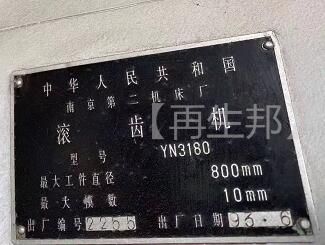 中华人民共和国
南京第二机床厂
滚齿机
型号 YN3180
最大工件直径 800mm
最大模数 10mm
出厂编号 2255 出厂日期 96.6
【再生邦】